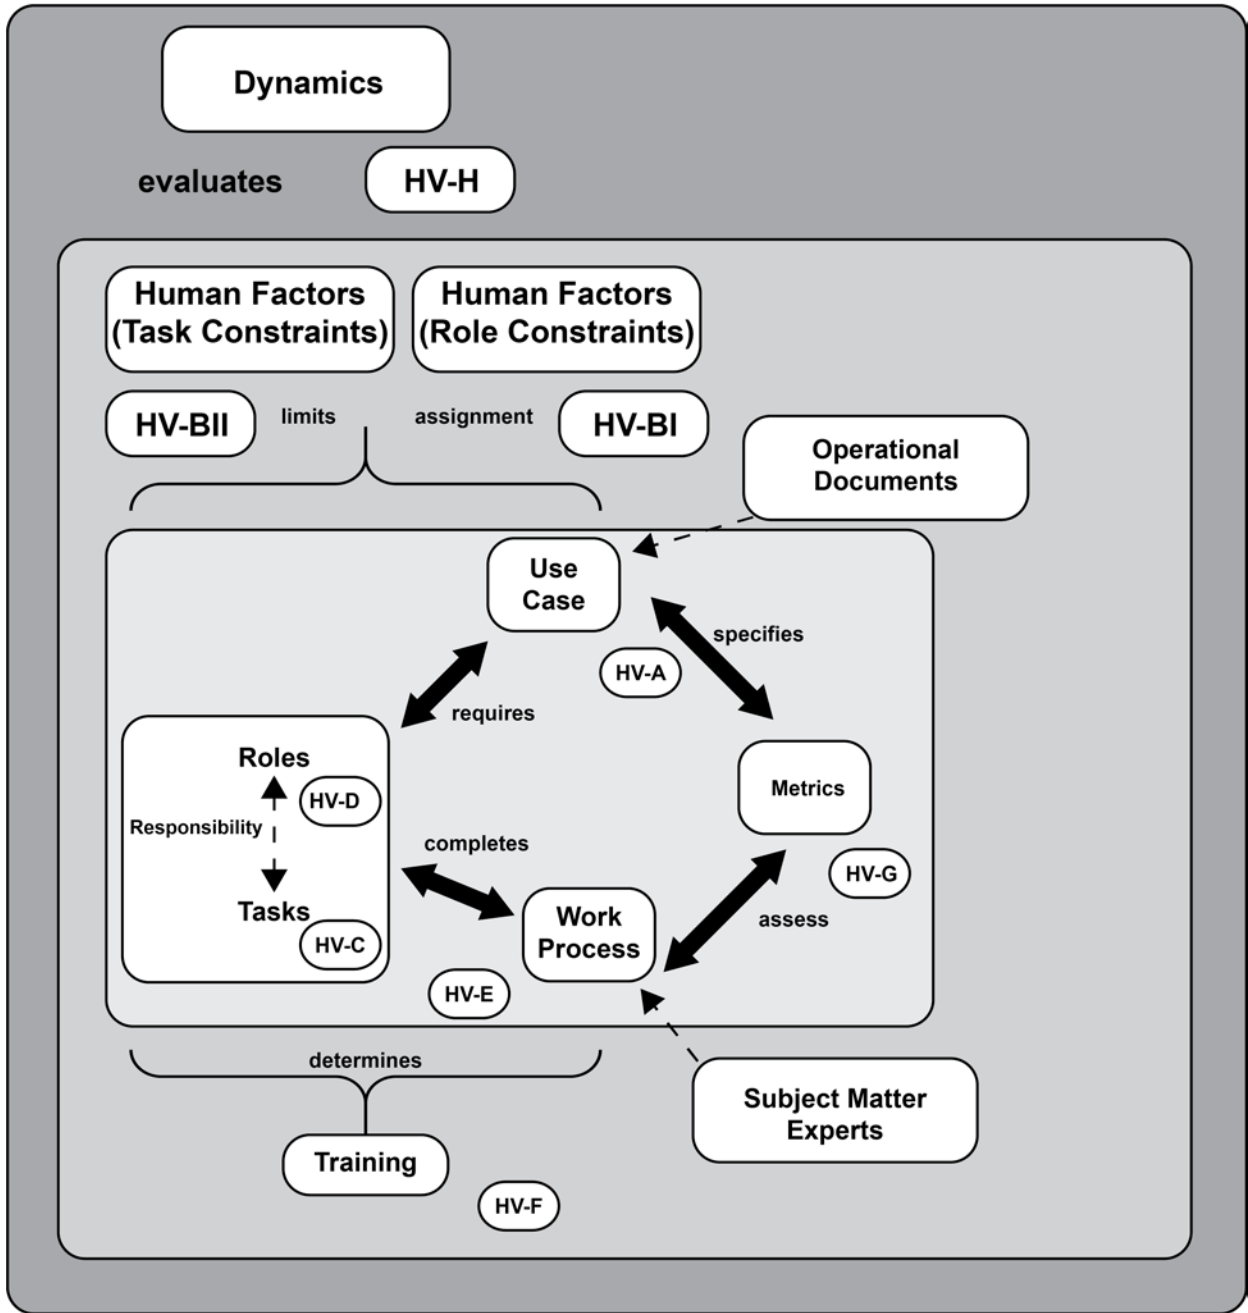 Dynamics
evaluates
HV-H
Human Factors
(Task Constraints)
Human Factors
(Role Constraints)
HV-BII
limits
assignment
HV-BI
Operational
Documents
Use
Case
specifies
HV-A
requires
Roles
HV-D
Responsibility
Tasks
HV-C
Metrics
HV-G
completes
assess
Work
Process
HV-E
determines
Training
HV-F
Subject Matter
Experts